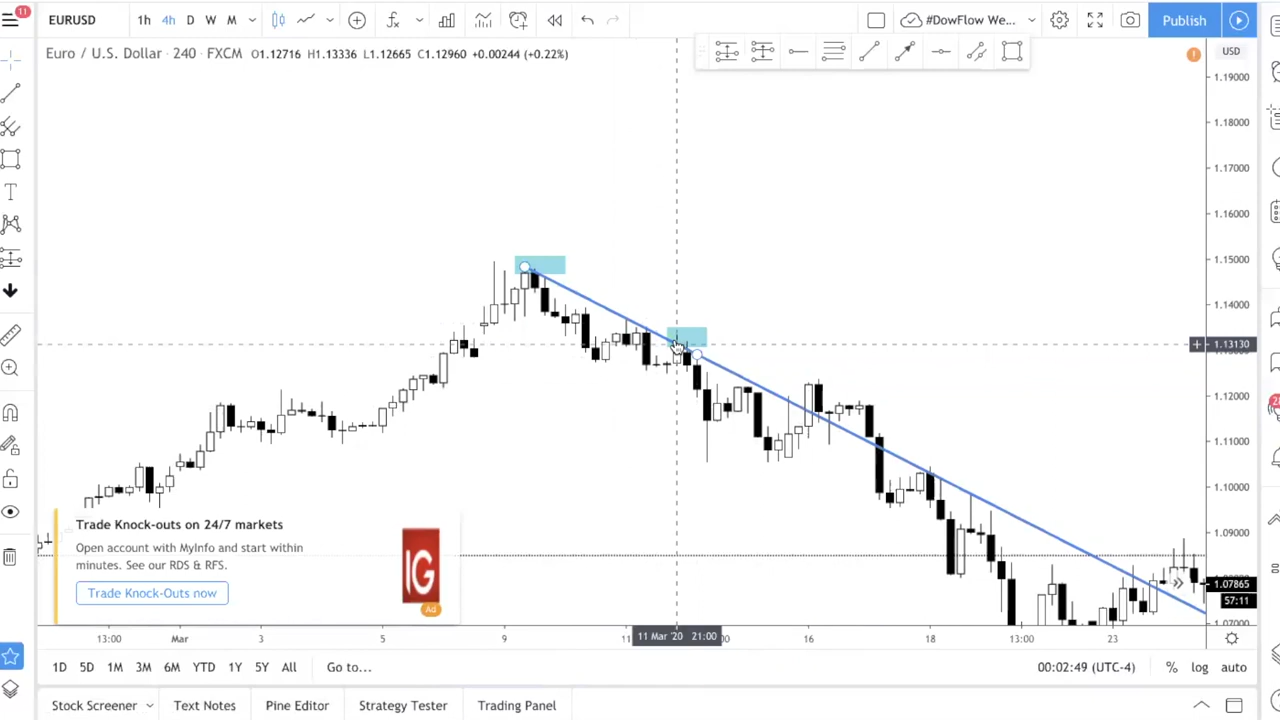 11
EURUSD 1h 4h D W M
#DowFlow We... Publish
Euro / U.S. Dollar · 240 · FXCM O1.12716 H1.13336 L1.12665 C1.12960 +0.00244 (+0.22%)
USD
1.19000
1.18000
1.17000
1.16000
1.15000
1.14000
1.13130
1.12000
1.11000
1.10000
1.09000
1.07865
57:11
1.07000
Trade Knock-outs on 24/7 markets
Open account with MyInfo and start within
minutes. See our RDS & RFS.
Trade Knock-Outs now
IG
Ad
13:00 Mar 3 5 9 11 11 Mar '20 21:00 16 18 13:00 23
1D 5D 1M 3M 6M YTD 1Y 5Y All Go to... 00:02:49 (UTC-4) % log auto
Stock Screener Text Notes Pine Editor Strategy Tester Trading Panel